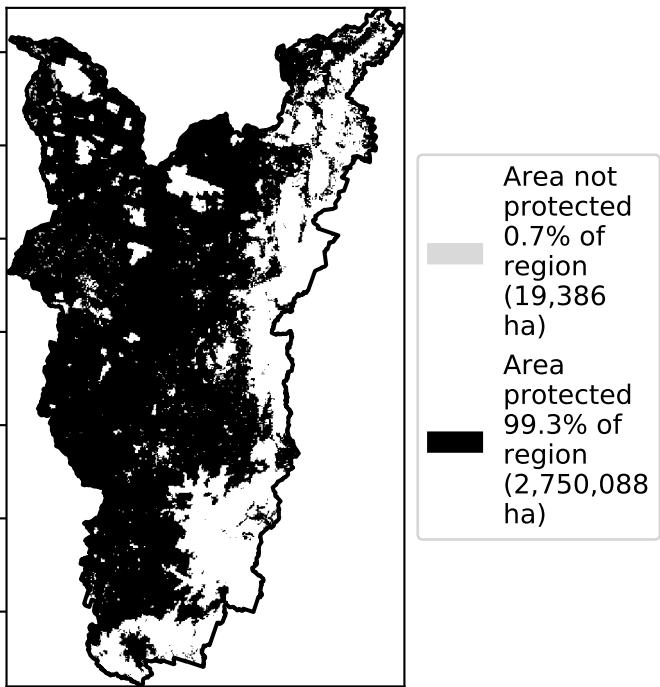 Area not
protected
0.7% of
region
(19,386
ha)
Area
protected
99.3% of
region
(2,750,088
ha)